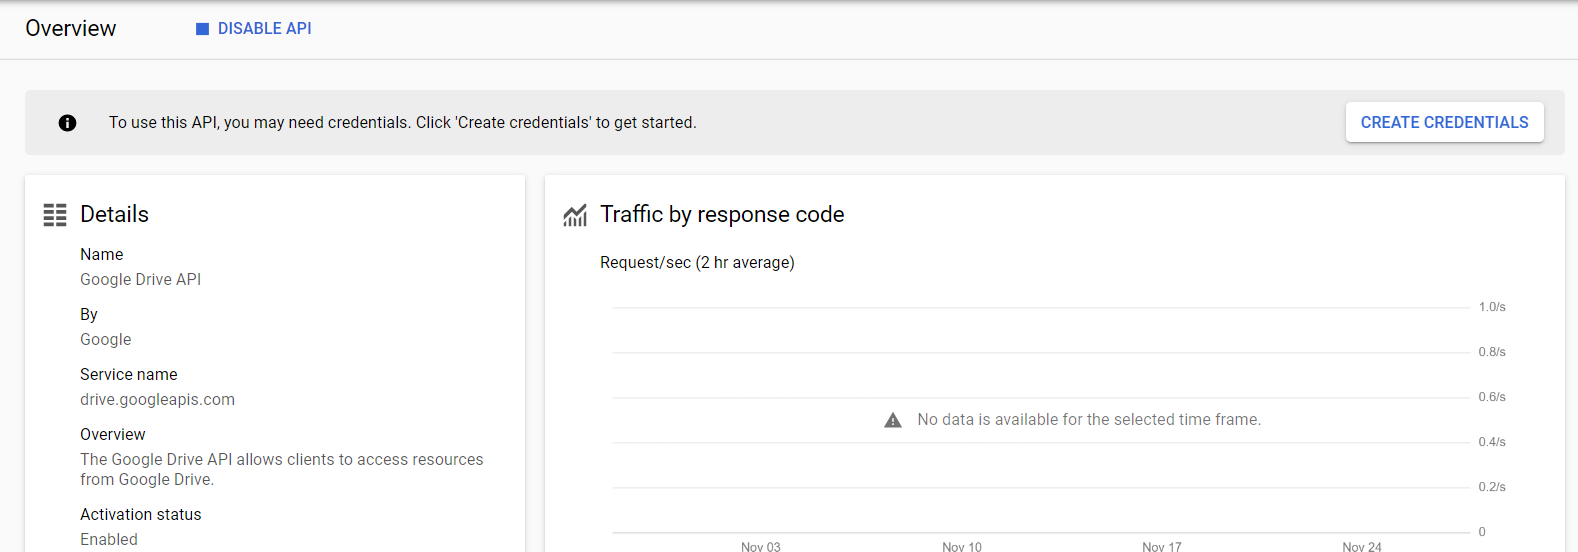 Overview
DISABLE API
To use this API, you may need credentials. Click 'Create credentials' to get started.
CREATE CREDENTIALS
Details
Name
Google Drive API
By
Google
Service name
drive.googleapis.com
Overview
The Google Drive API allows clients to access resources
from Google Drive.
Activation status
Enabled
Traffic by response code
Request/sec (2 hr average)
1.0/s
0.8/s
0.6/s
No data is available for the selected time frame.
0.4/s
0.2/s
0
Nov 03
Nov 10
Nov 17
Nov 24